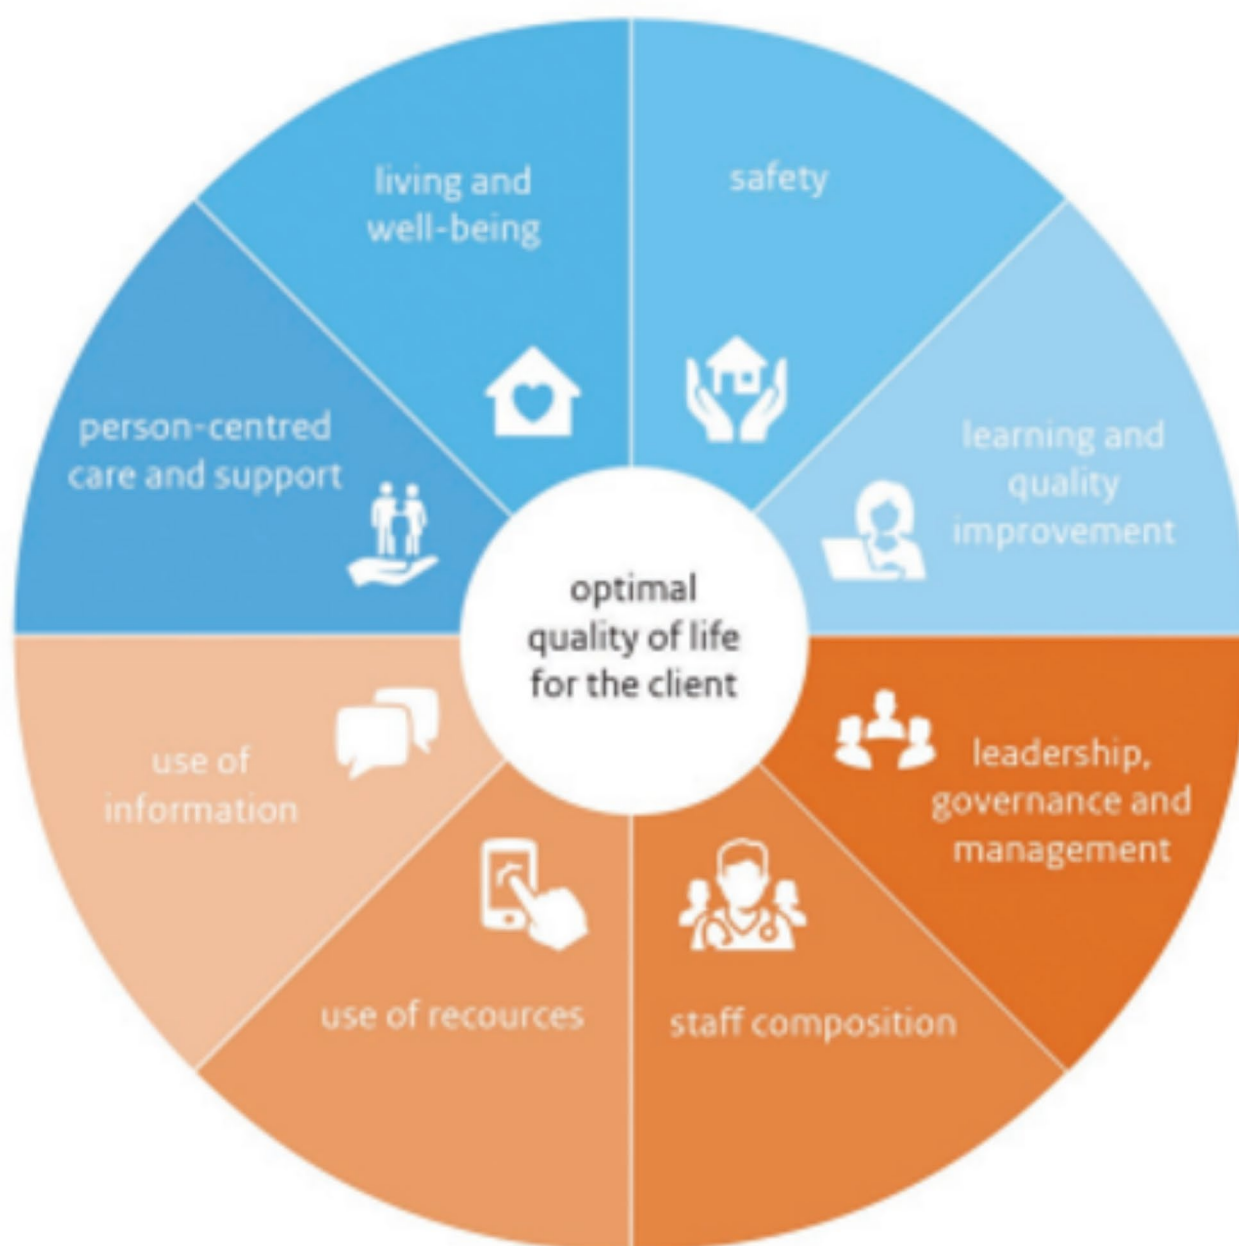 living and
well-being
safety
person-centred
care and support
learning and
quality
improvement
optimal
quality of life
for the client
use of
information
leadership,
governance and
management
use of recources
staff composition